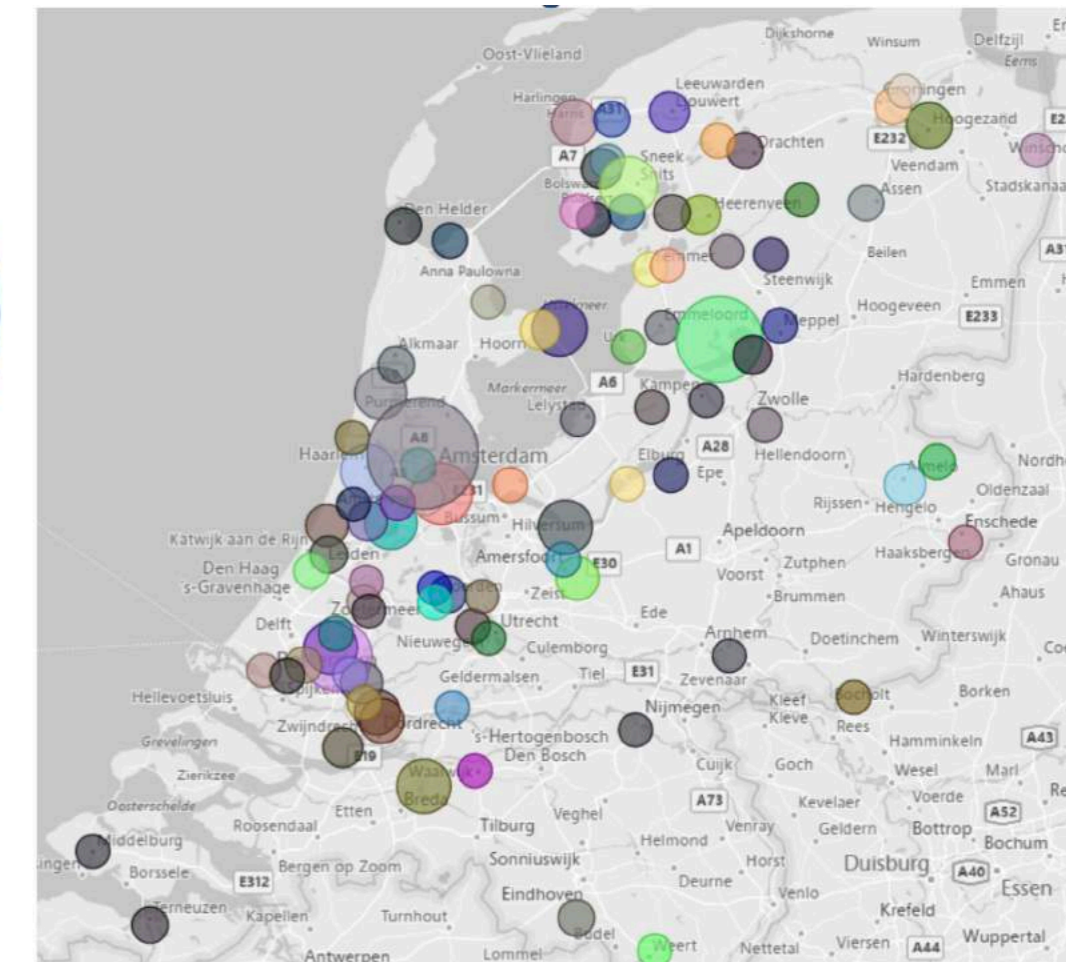 Dijkshorne
Winsum
Delfzijl
Eems
Oost-Vlieland
Leeuwarden
Harlingen
Harns
A31
Groningen
Hoogezand
E232
Drachten
A7
Sneek
Snits
Veendam
Stadskanaa
Assen
Heerenveen
Den Helder
Anna Paulowna
Beilen
Steenwijk
Emmen
Hoogeveen
E233
Emmeloord
Meppel
Alkmaar
Hoorn
Markermeer
A6
Kampen
Lelystad
Hardenberg
Zwolle
Purmerend
A8
Amsterdam
Elburg
A28
Epe
Hellendoorn
Almelo
Nordh
Oldenzaal
Rijssen
Hengelo
Enschede
Haaksbergen
Gronau
Bussum
Hilversum
Apeldoorn
Katwijk aan de Rijn
Leiden
Amersfoort
E30
A1
Den Haag
's-Gravenhage
Voorst
Zutphen
Ahaus
Zeist
Brummen
Zoetermeer
Ede
Delft
Utrecht
Nieuwegein
Culemborg
Arnhem
Doetinchem
Winterswijk
Geldermalsen
Tiel
E31
Zevenaar
Hellevoetsluis
Kleef
Kleve
Bocholt
Borken
Rees
Nijmegen
Zwijndrecht
Dordrecht
's-Hertogenbosch
Den Bosch
Grevelingen
E19
Hamminkeln
A43
Zierikzee
Waalwijk
Cuijk
Goch
Wesel
Marl
Oosterschelde
Breda
Etten
A73
Kevelaer
Voerde
A52
Roosendaal
Tilburg
Veghel
Venray
Geldern
Bottrop
Bochum
Middelburg
Helmond
Borssele
Bergen op Zoom
Sonniuswijk
Horst
Duisburg
A40
Essen
E312
Deurne
Eindhoven
Venlo
Krefeld
Terneuzen
Kapellen
Turnhout
Budel
Weert
Nettetal
Viersen
A44
Wuppertal
Antwerpen
Lommel